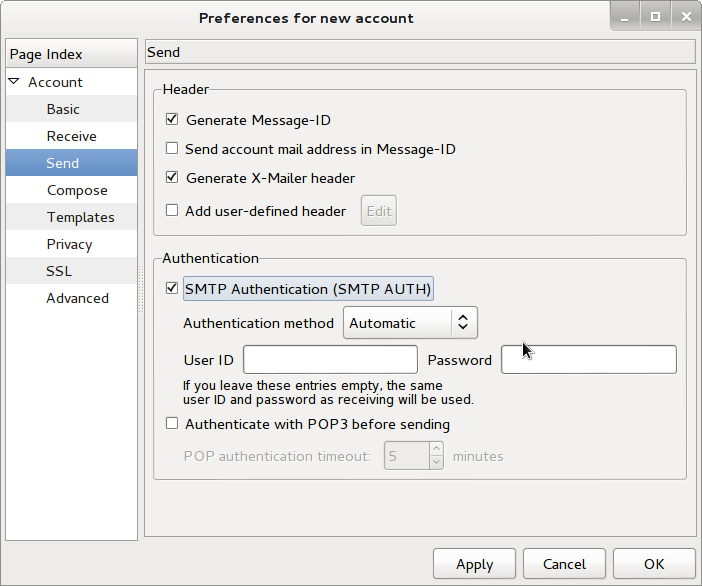 Preferences for new account
Page Index
Account
Basic
Receive
Send
Compose
Templates
Privacy
SSL
Advanced
Send
Header
Generate Message-ID
Send account mail address in Message-ID
Generate X-Mailer header
Add user-defined header Edit
Authentication
SMTP Authentication (SMTP AUTH)
Authentication method Automatic
User ID Password
If you leave these entries empty, the same
user ID and password as receiving will be used.
Authenticate with POP3 before sending
POP authentication timeout: 5 minutes
Apply Cancel OK